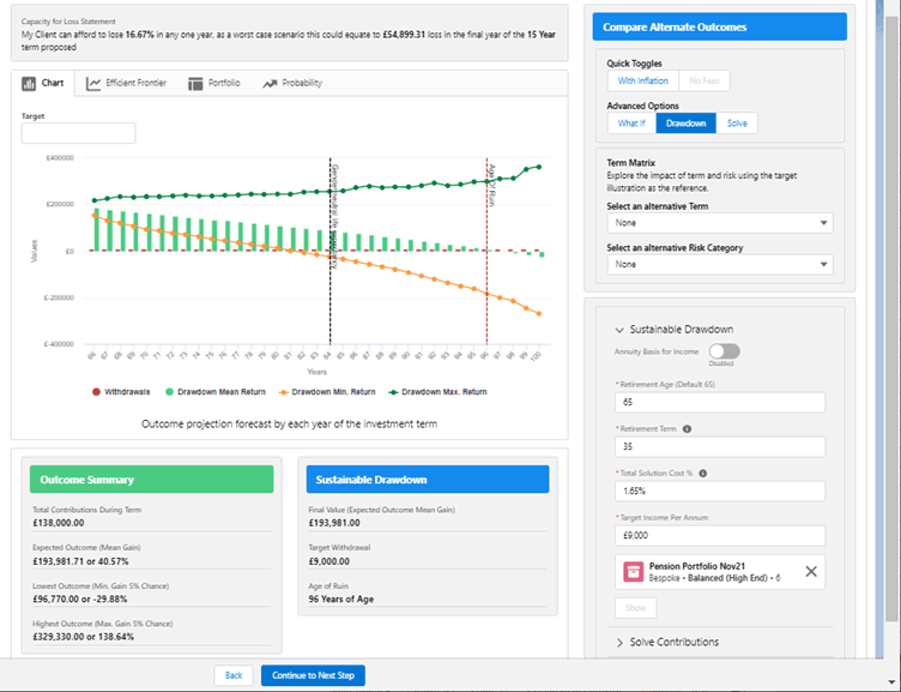 Capacity for Loss Statement
My Client can afford to lose 16.67% in any one year, as a worst case scenario this could equate to £54,899.31 loss in the final year of the 15 Year
term proposed
Chart
Efficient Frontier
Portfolio
Probability
Target
£400000
£200000
£0
£-200000
£-400000
Values
Gender-neutral life expectancy
Age Of Ruin
66 67 68 69 70 71 72 73 74 75 76 77 78 79 80 81 82 83 84 85 86 87 88 89 90 91 92 93 94 95 96 97 98 99 100
Years
Withdrawals
Drawdown Mean Return
Drawdown Min. Return
Drawdown Max. Return
Outcome projection forecast by each year of the investment term
Outcome Summary
Total Contributions During Term
£138,000.00
Expected Outcome (Mean Gain)
£193,981.71 or 40.57%
Lowest Outcome (Min. Gain 5% Chance)
£96,770.00 or -29.88%
Highest Outcome (Max. Gain 5% Chance)
£329,330.00 or 138.64%
Sustainable Drawdown
Final Value (Expected Outcome Mean Gain)
£193,981.00
Target Withdrawal
£9,000.00
Age of Ruin
96 Years of Age
Compare Alternate Outcomes
Quick Toggles
With Inflation
No Fees
Advanced Options
What If
Drawdown
Solve
Term Matrix
Explore the impact of term and risk using the target
illustration as the reference.
Select an alternative Term
None
Select an alternative Risk Category
None
Sustainable Drawdown
Annuity Basis for Income
Disabled
* Retirement Age (Default 65)
65
* Retirement Term
35
* Total Solution Cost %
1.65%
* Target Income Per Annum
£9,000
Pension Portfolio Nov21
Bespoke • Balanced (High End) • 6
Show
Solve Contributions
Back
Continue to Next Step